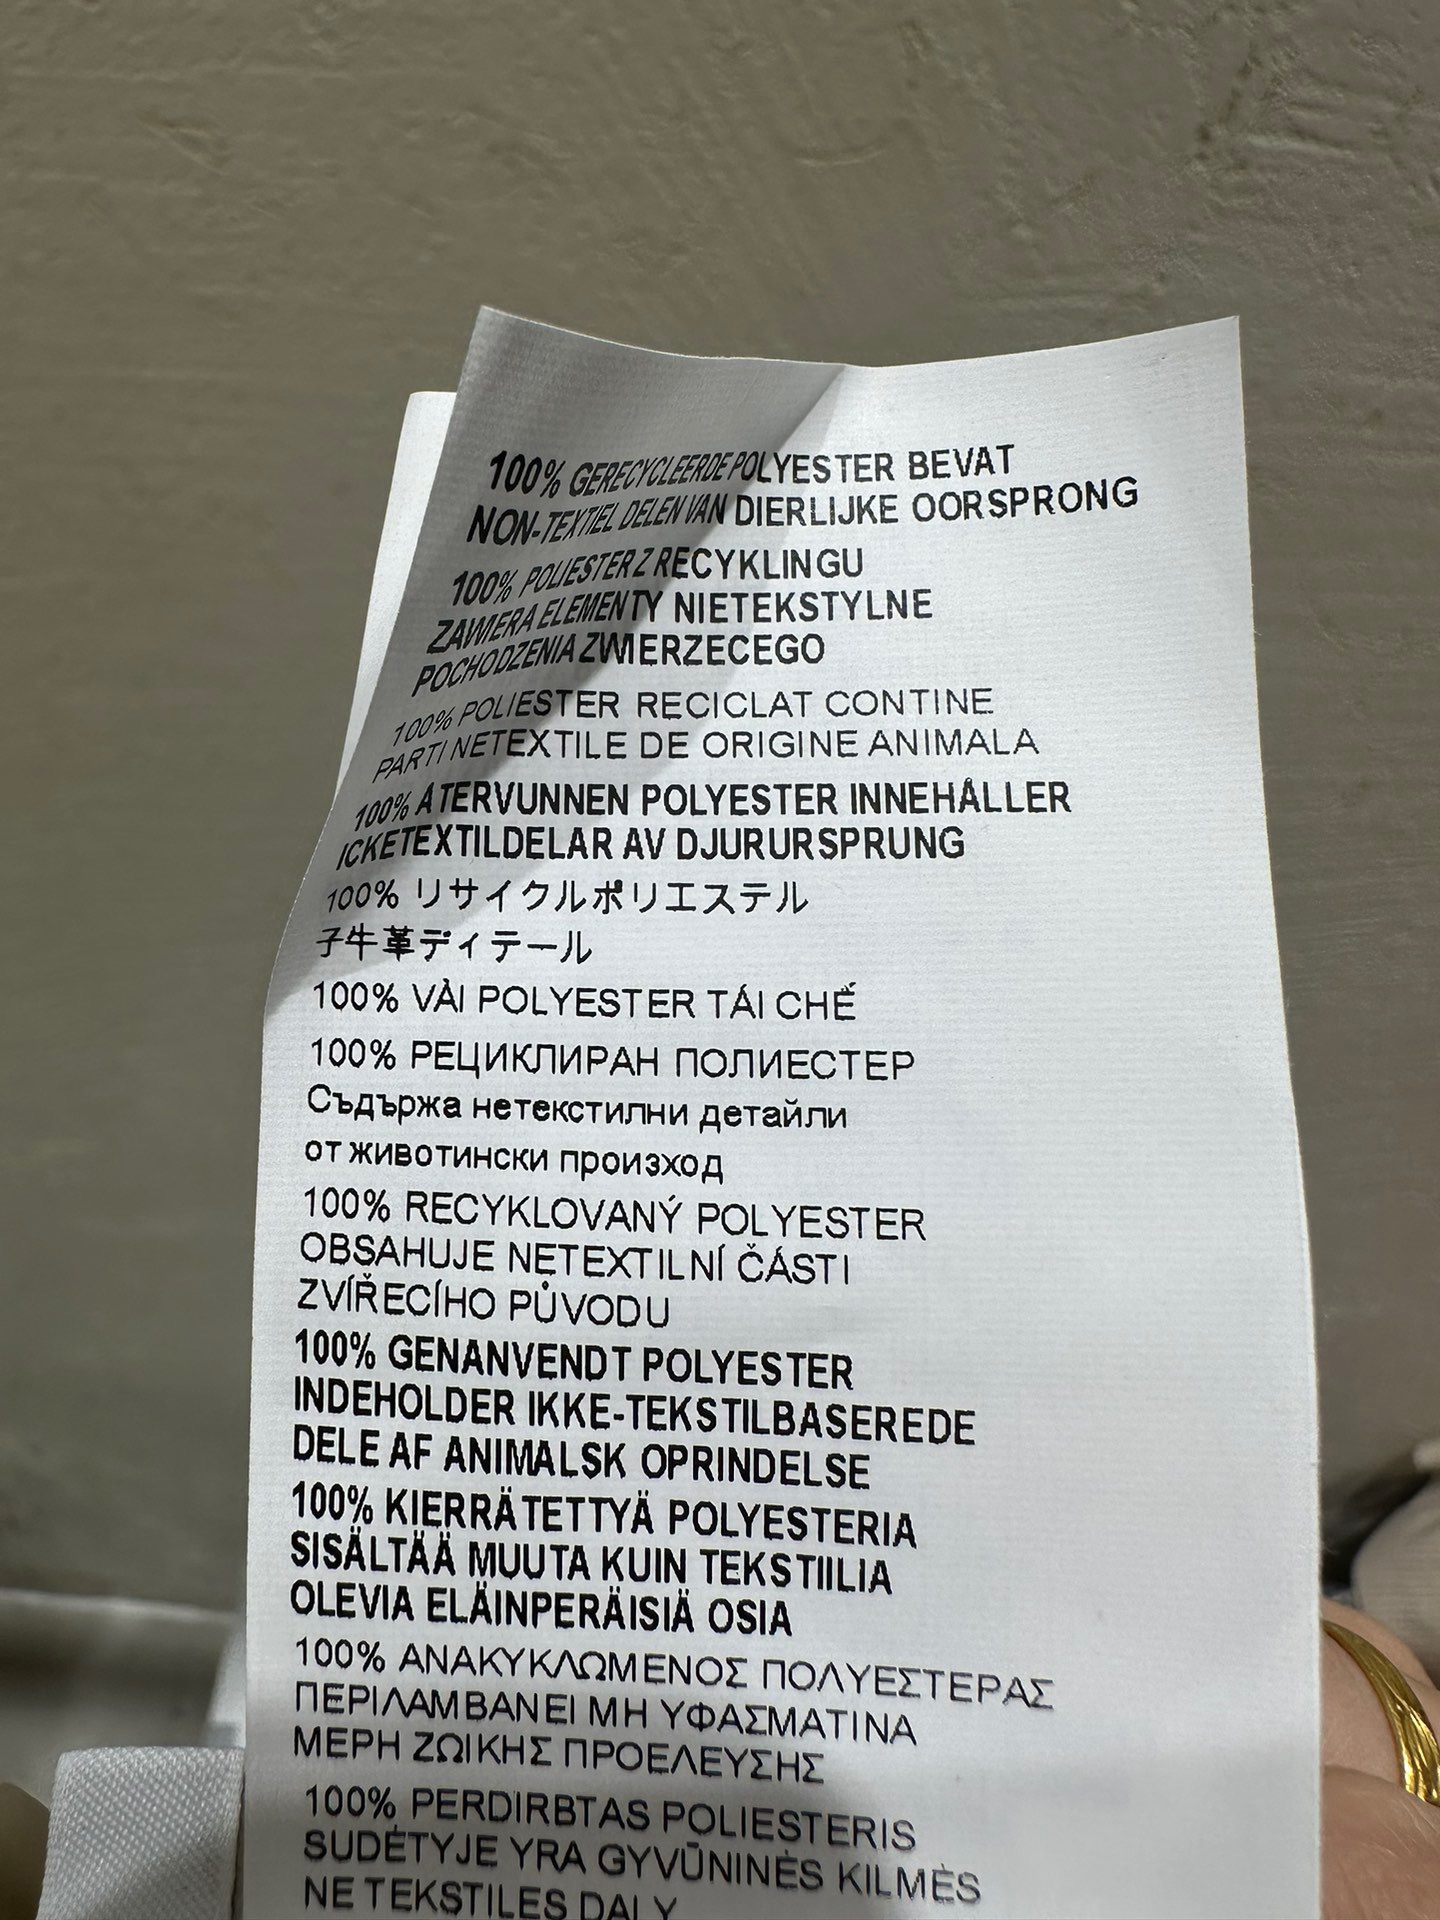 100% GERECYCLEERDE POLYESTER BEVAT
NON-TEXTIEL DELEN VAN DIERLIJKE OORSPRONG
100% POLIESTER Z RECYKLINGU
ZAWIERA ELEMENTY NIETEKSTYLNE
POCHODZENIA ZWIERZECEGO
100% POLIESTER RECICLAT CONTINE
PARTI NETEXTILE DE ORIGINE ANIMALA
100% ÅTERVUNNEN POLYESTER INNEHÅLLER
ICKETEXTILDELAR AV DJURURSPRUNG
100% リサイクルポリエステル
子牛革ディテール
100% VẢI POLYESTER TÁI CHẾ
100% РЕЦИКЛИРАН ПОЛИЕСТЕР
Съдържа нетекстилни детайли
от животински произход
100% RECYKLOVANÝ POLYESTER
OBSAHUJE NETEXTILNÍ ČÁSTI
ZVÍŘECÍHO PŮVODU
100% GENANVENDT POLYESTER
INDEHOLDER IKKE-TEKSTILBASEREDE
DELE AF ANIMALSK OPRINDELSE
100% KIERRÄTETTYÄ POLYESTERIA
SISÄLTÄÄ MUUTA KUIN TEKSTIILIA
OLEVIA ELÄINPERÄISIÄ OSIA
100% ΑΝΑΚΥΚΛΩΜΕΝΟΣ ΠΟΛΥΕΣΤΕΡΑΣ
ΠΕΡΙΛΑΜΒΑΝΕΙ ΜΗ ΥΦΑΣΜΑΤΙΝΑ
ΜΕΡΗ ΖΩΙΚΗΣ ΠΡΟΕΛΕΥΣΗΣ
100% PERDIRBTAS POLIESTERIS
SUDĖTYJE YRA GYVŪNINĖS KILMĖS
NE TEKSTILĖS DALY